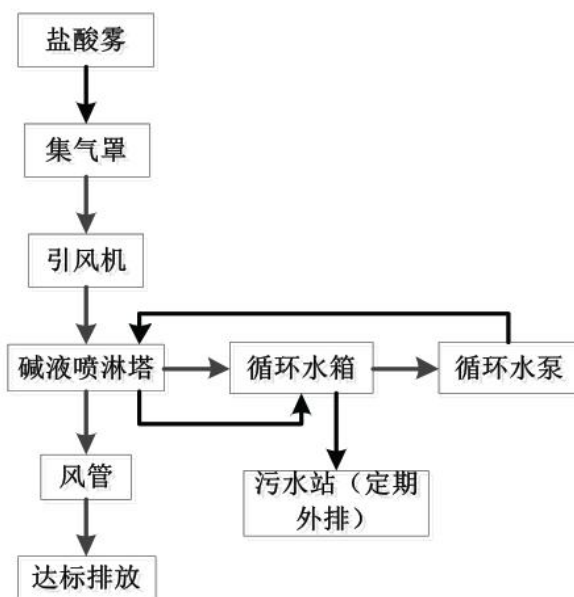 盐酸雾
集气罩
引风机
碱液喷淋塔
循环水箱
循环水泵
风管
污水站（定期
外排）
达标排放